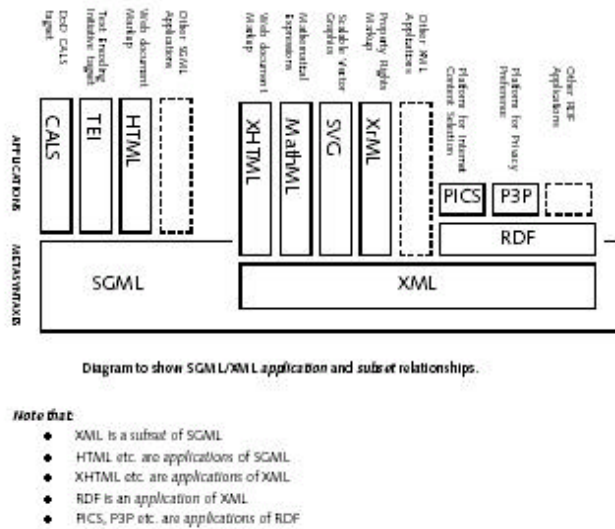 DoD CALS
tagset
Text Encoding
Initiative tagset
Web document
Markup
Other SGML
Applications
Web document
Markup
Mathematical
Expressions
Scalable Vector
Graphics
Property Rights
Markup
Other XML
Applications
Platform for Internet
Content Selection
Platform for Privacy
Preference
Other RDF
Applications
APPLICATIONS
CALS
TEI
HTML
XHTML
MathML
SVG
XrML
PICS
P3P
RDF
METASYNTAXES
SGML
XML
Diagram to show SGML/XML application and subset relationships.
Note that:
● XML is a subset of SGML
● HTML etc. are applications of SGML
● XHTML etc. are applications of XML
● RDF is an application of XML
● PICS, P3P etc. are applications of RDF